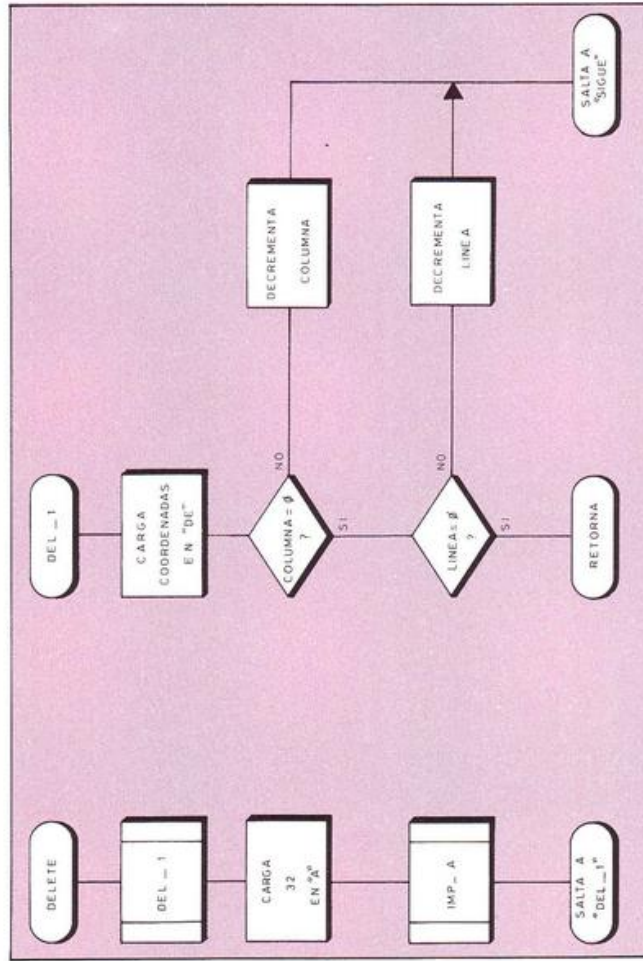 DELETE
DEL_1
CARGA
32
EN "A"
IMP_A
SALTA A
"DEL_1"
DEL_1
CARGA
COORDENADAS
EN "DE"
COLUMNA = Ø
?
NO
SI
DECREMENTA
COLUMNA
LINEA = Ø
?
NO
SI
DECREMENTA
LINEA
RETORNA
SALTA A
"SIGUE"